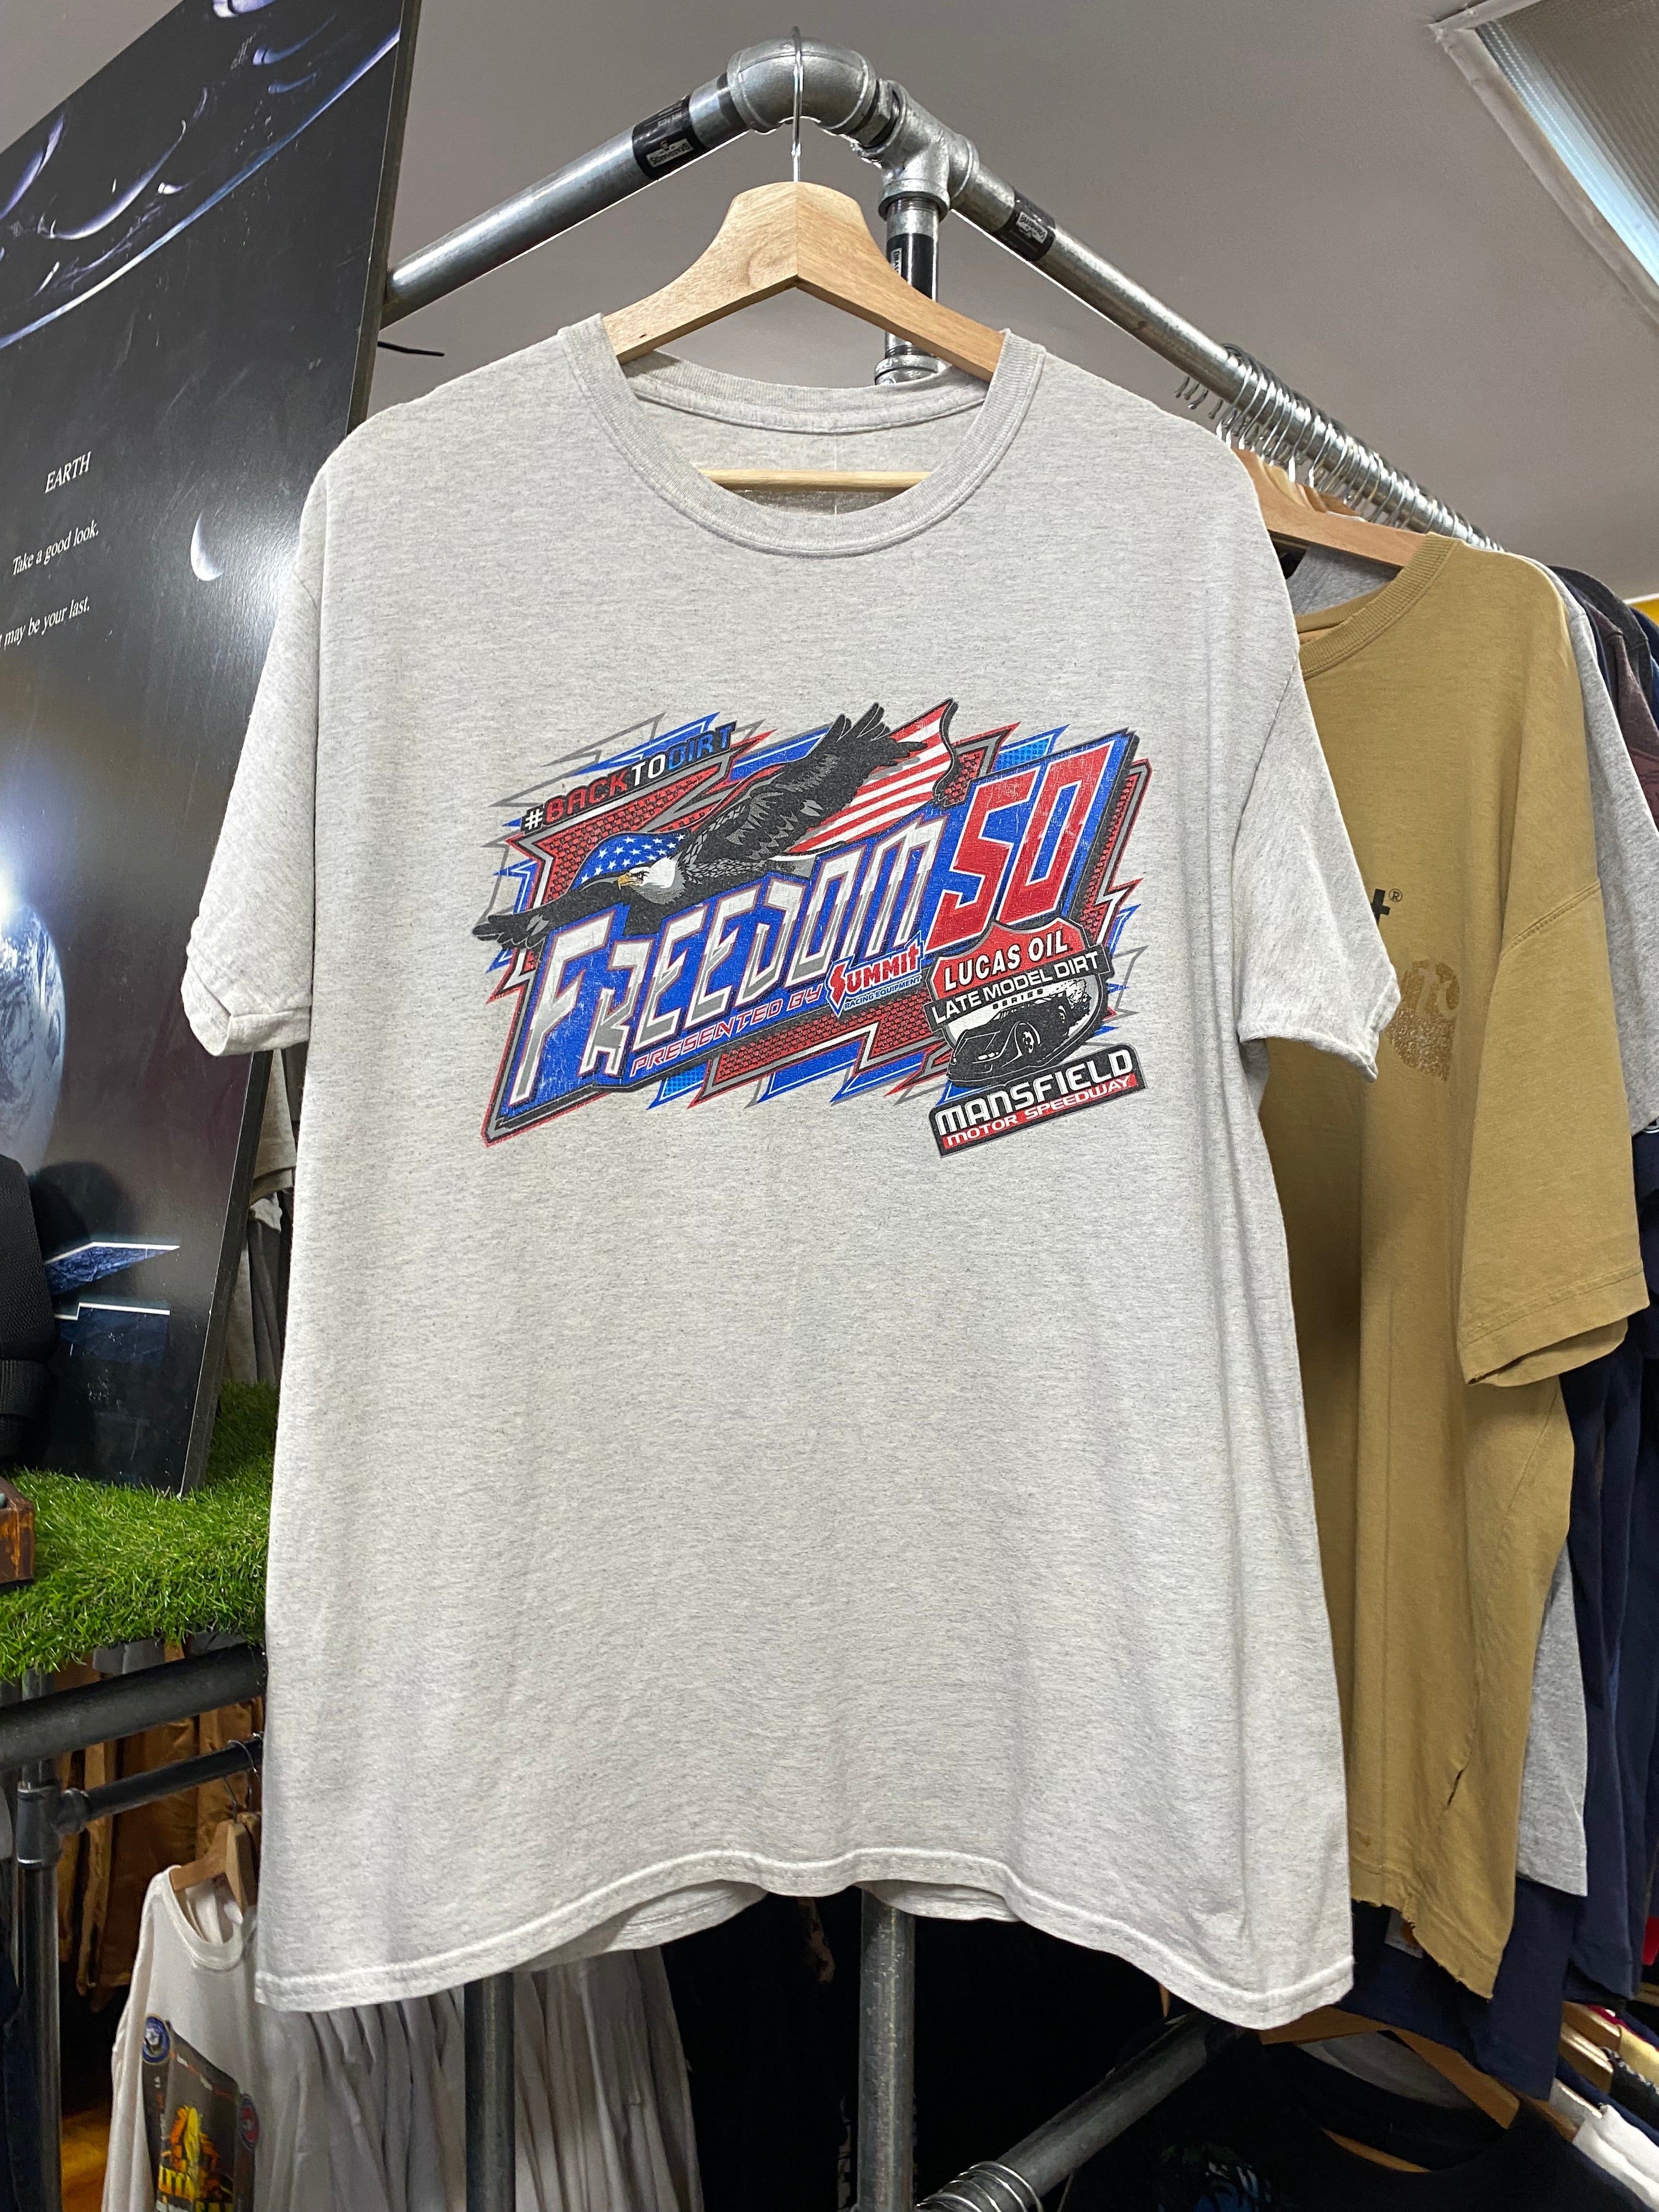 EARTH
Take a good look.
may be your last.
#BACKTODIRT
FREEDOM 50
PRESENTED BY SUMMIT
RACING EQUIPMENT
LUCAS OIL
LATE MODEL DIRT
SERIES
MANSFIELD
MOTOR SPEEDWAY
®